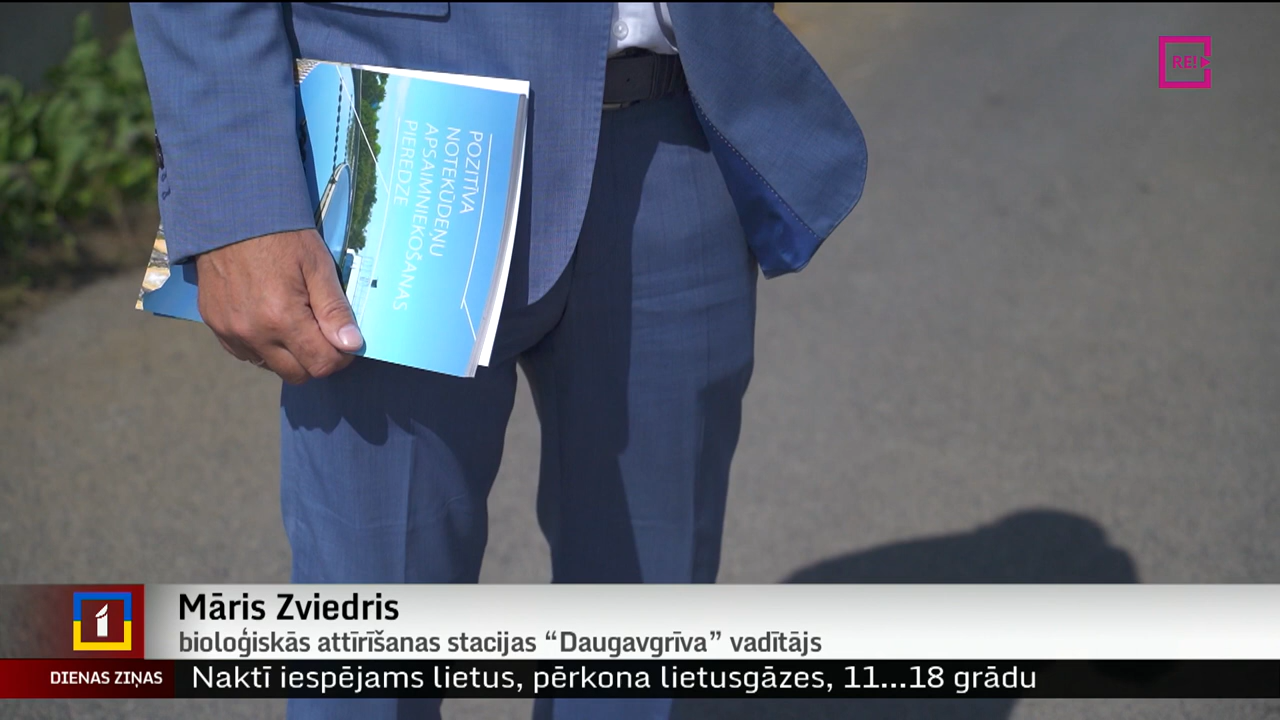 RE!
POZITĪVA
NOTEKŪDEŅU
APSAIMNIEKOŠANAS
PIEREDZE
1
Māris Zviedris
bioloģiskās attīrīšanas stacijas “Daugavgrīva” vadītājs
DIENAS ZIŅAS
Naktī iespējams lietus, pērkona lietusgāzes, 11...18 grādu